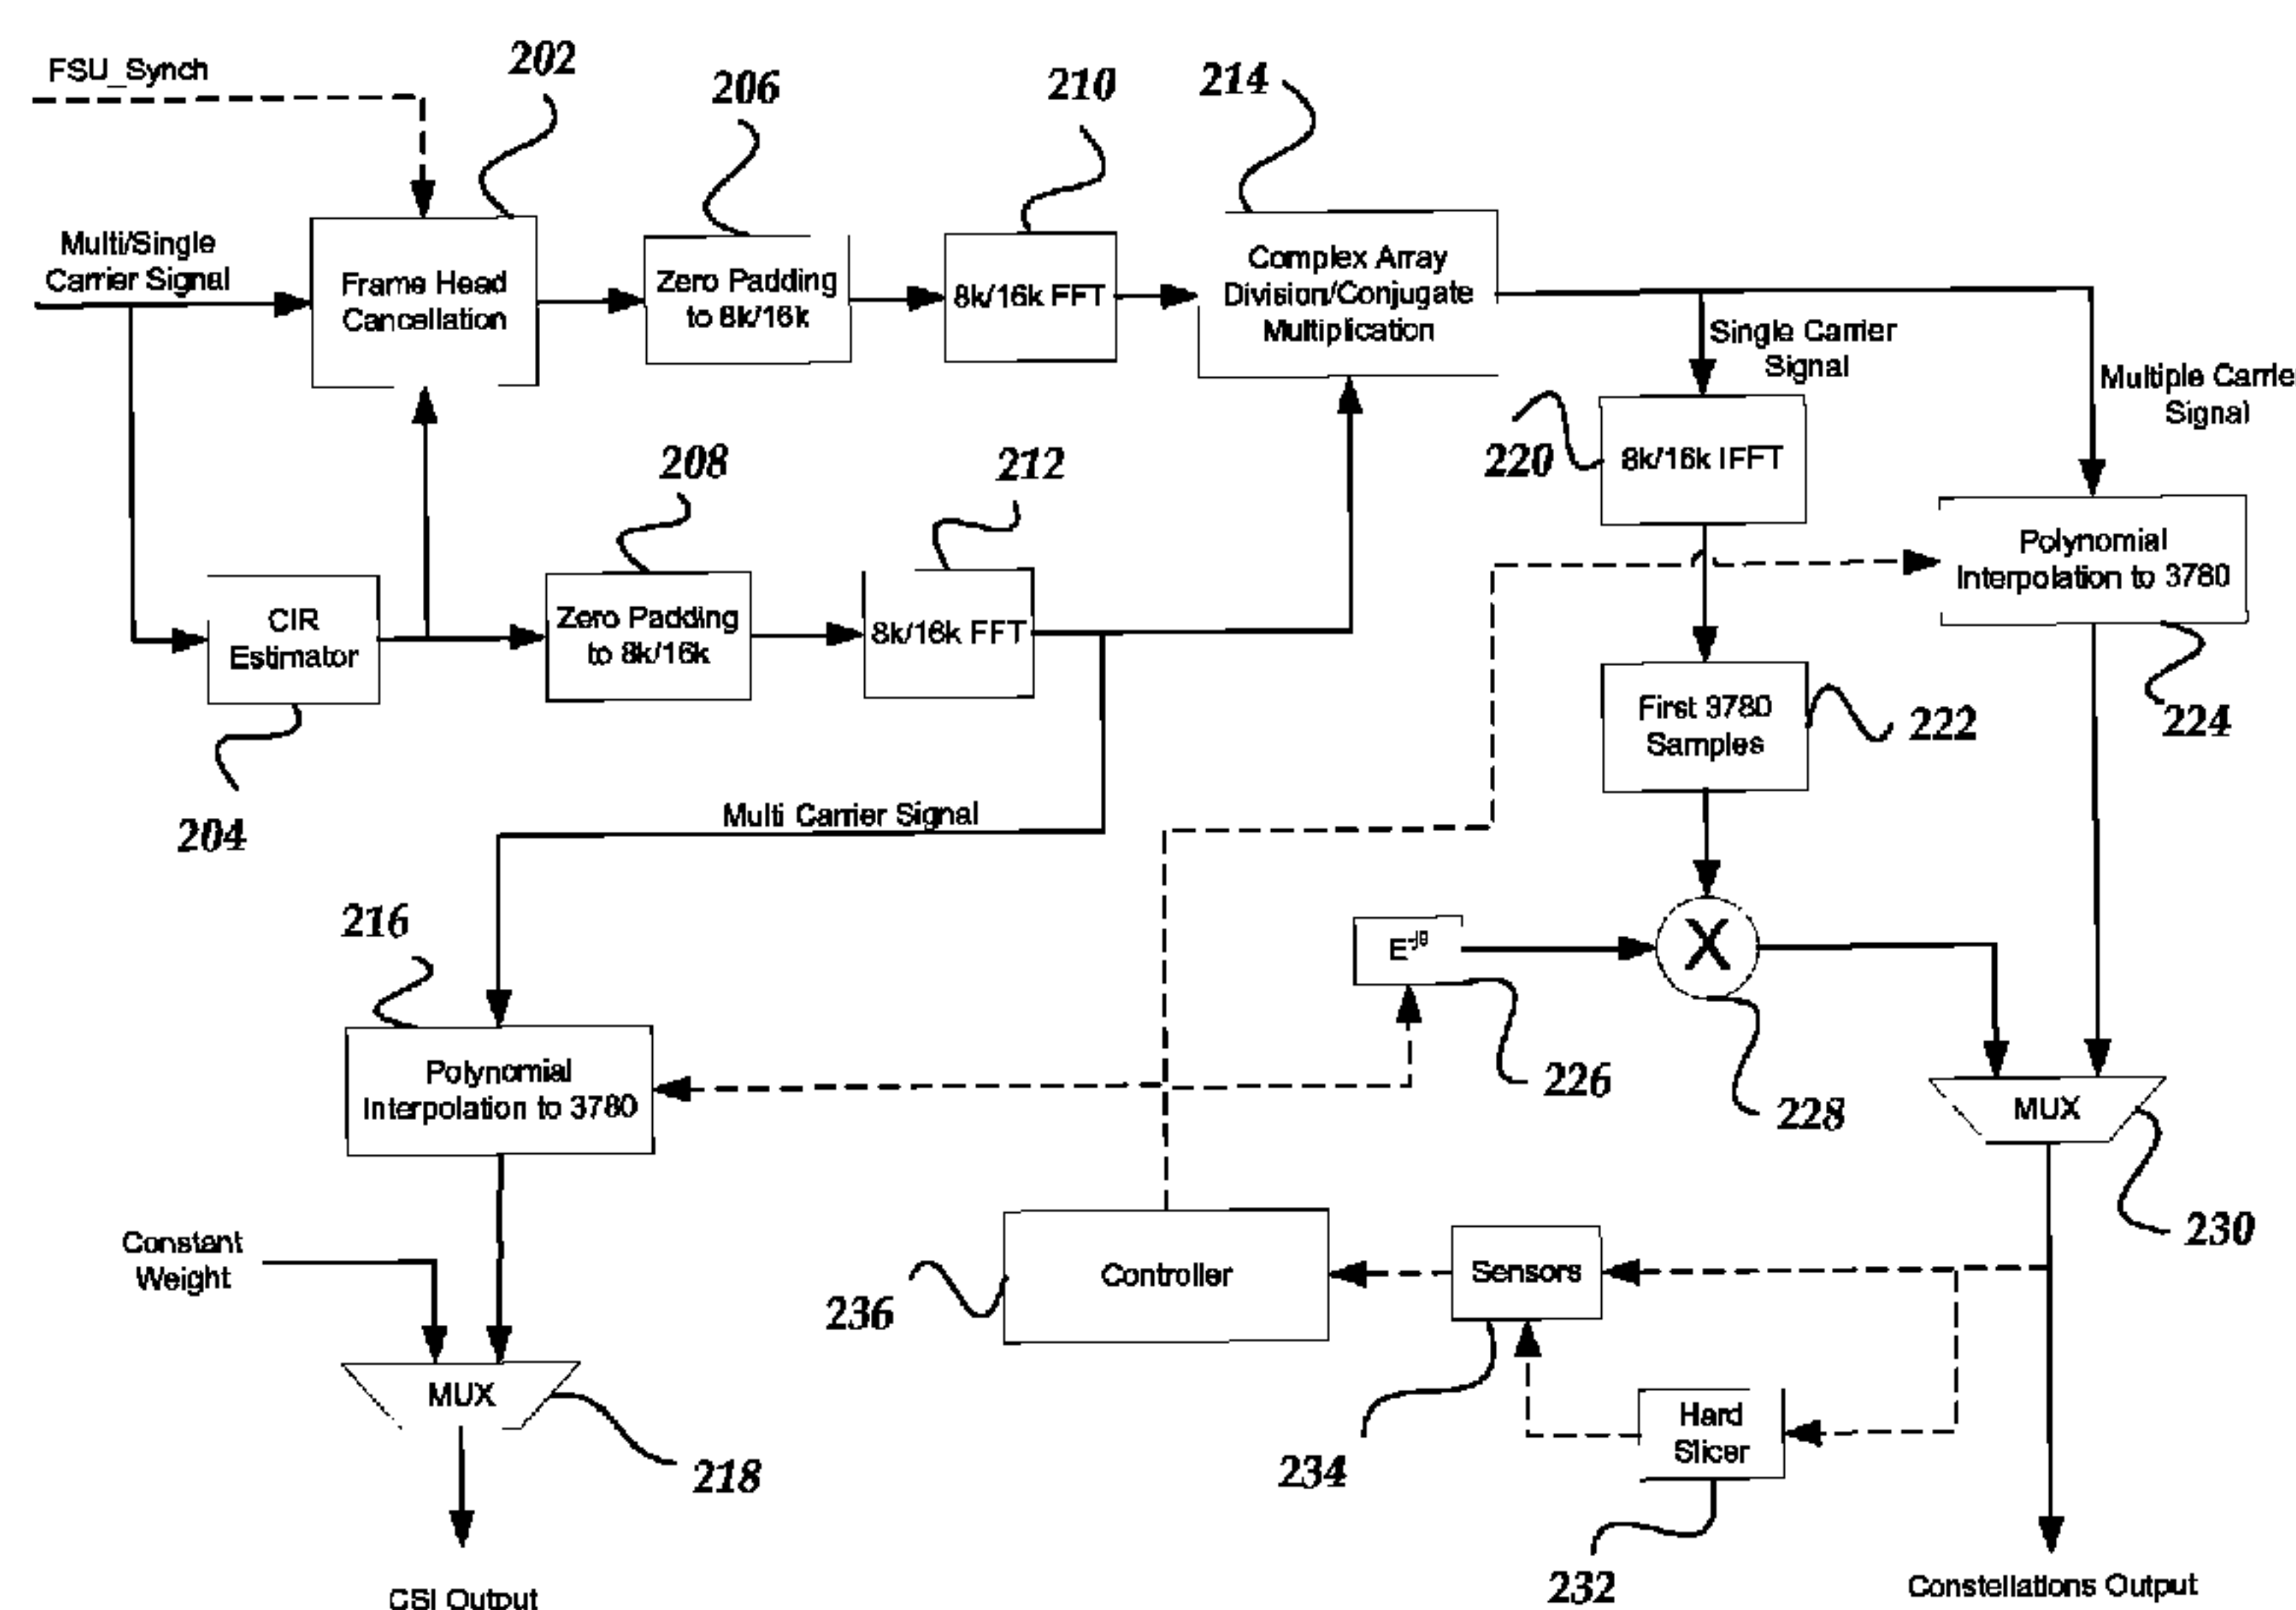 FSU_Synch
202
206
210
214
Multi/Single
Carrier Signal
Frame Head
Cancellation
Zero Padding
to 8k/16k
8k/16k FFT
Complex Array
Division/Conjugate
Multiplication
Single Carrier
Signal
Multiple Carrie
Signal
208
212
220
8k/16k IFFT
CIR
Estimator
Zero Padding
to 8k/16k
8k/16k FFT
Polynomial
Interpolation to 3780
204
First 3780
Samples
222
224
Multi Carrier Signal
216
E-jθ
X
226
228
Polynomial
Interpolation to 3780
MUX
230
Constant
Weight
236
Controller
Sensors
MUX
218
234
Hard
Slicer
232
CSI Output
Constellations Output